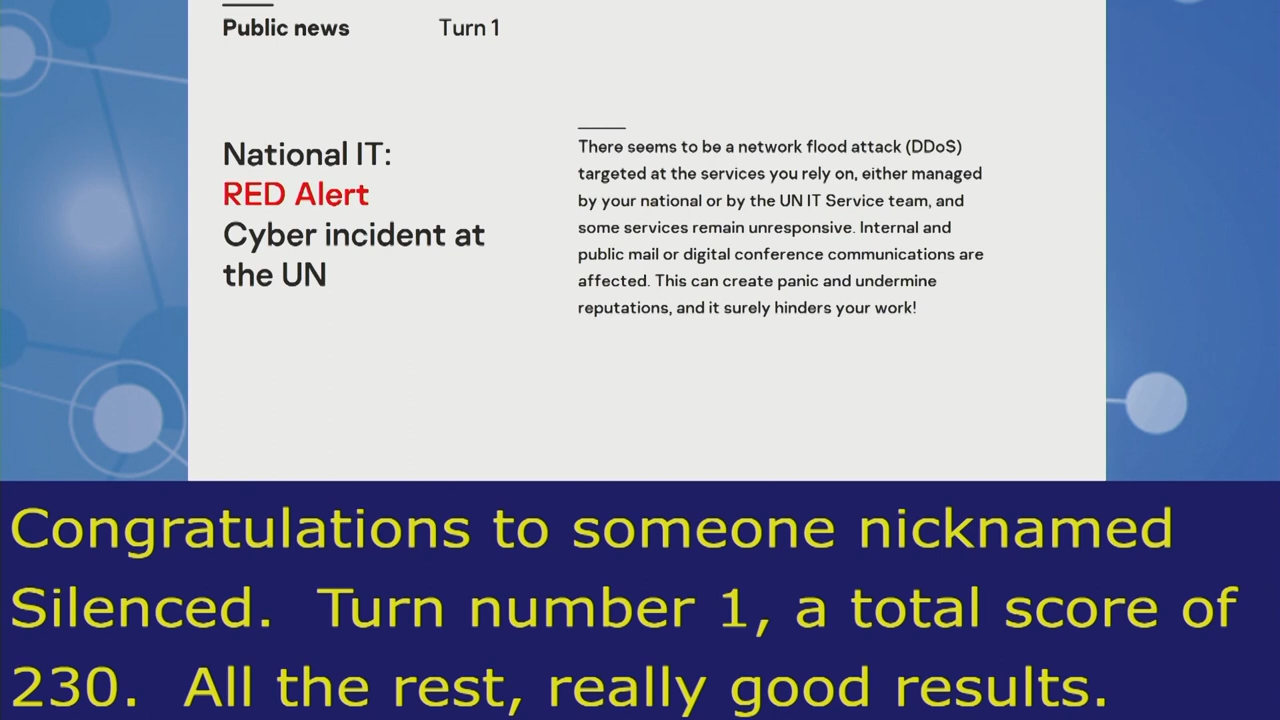 Public news
Turn 1
National IT:
RED Alert
Cyber incident at
the UN
There seems to be a network flood attack (DDoS)
targeted at the services you rely on, either managed
by your national or by the UN IT Service team, and
some services remain unresponsive. Internal and
public mail or digital conference communications are
affected. This can create panic and undermine
reputations, and it surely hinders your work!
Congratulations to someone nicknamed
Silenced.  Turn number 1, a total score of
230.  All the rest, really good results.